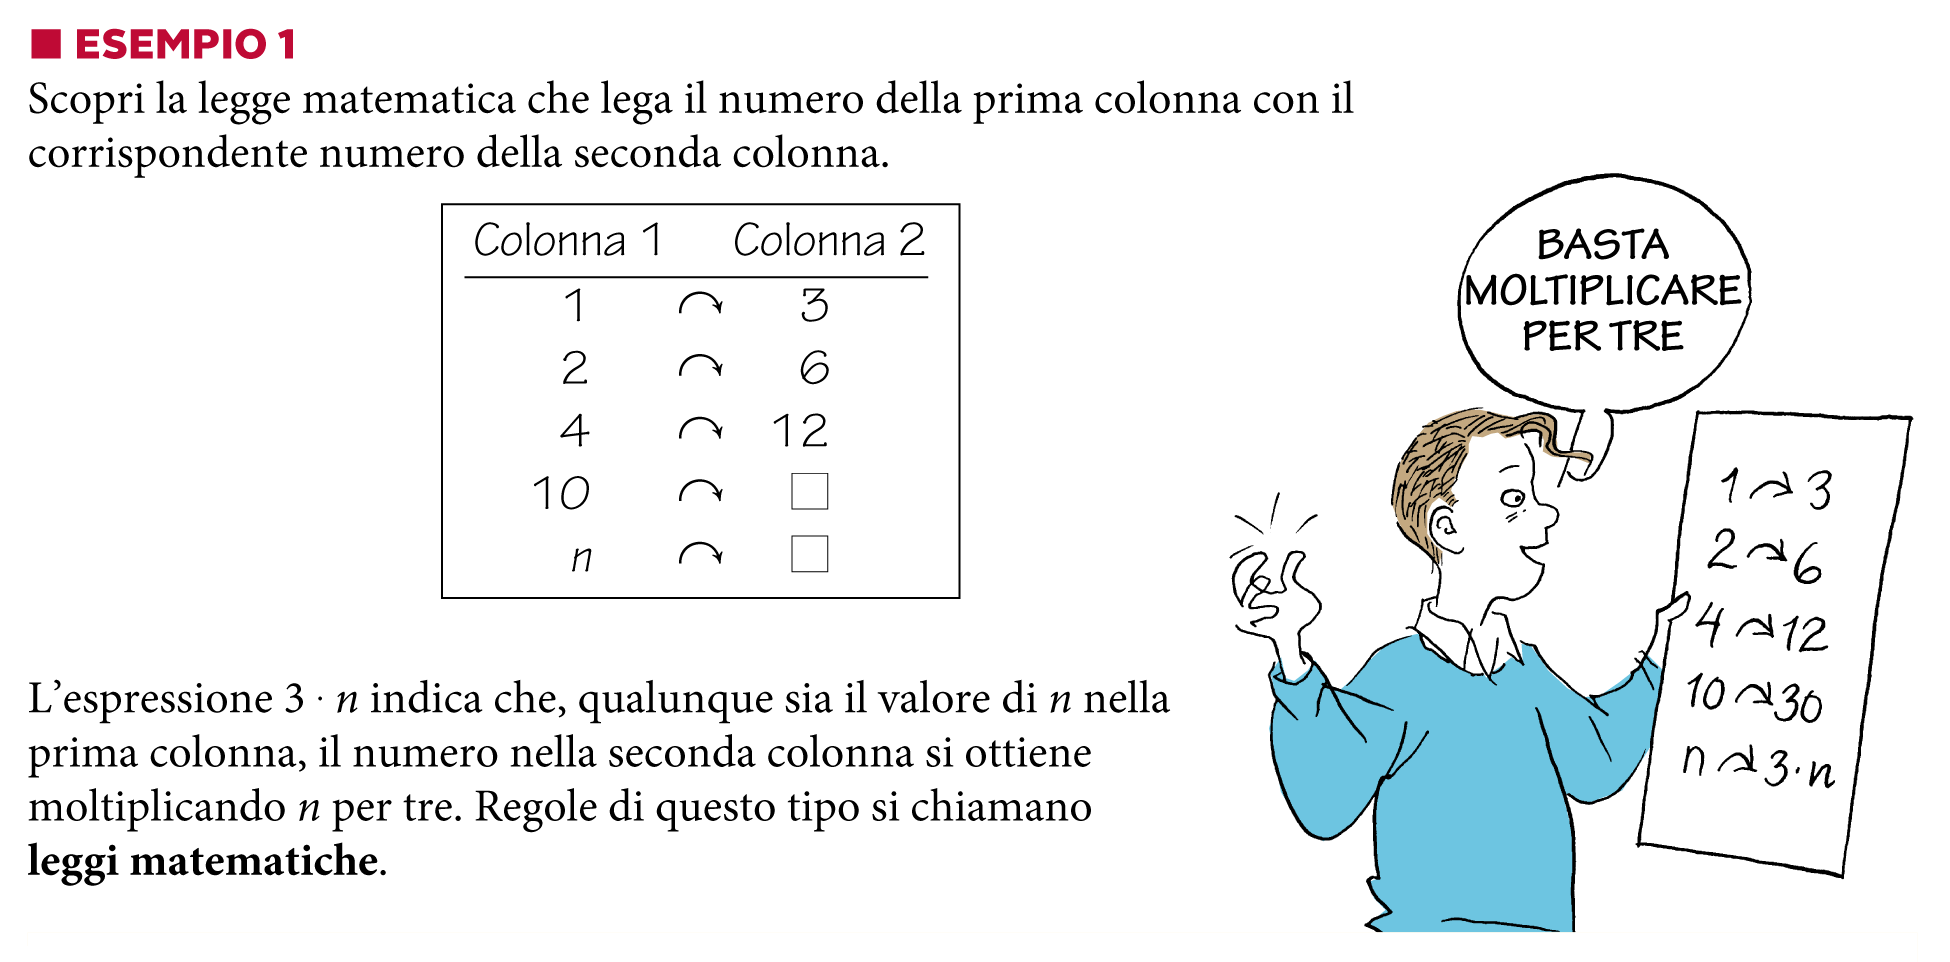 ESEMPIO 1
Scopri la legge matematica che lega il numero della prima colonna con il
corrispondente numero della seconda colonna.
Colonna 1 Colonna 2
1 3
2 6
4 12
10
n
L'espressione 3 · n indica che, qualunque sia il valore di n nella
prima colonna, il numero nella seconda colonna si ottiene
moltiplicando n per tre. Regole di questo tipo si chiamano
leggi matematiche.
BASTA
MOLTIPLICARE
PER TRE
1 3
2 6
4 12
10 30
n 3·n